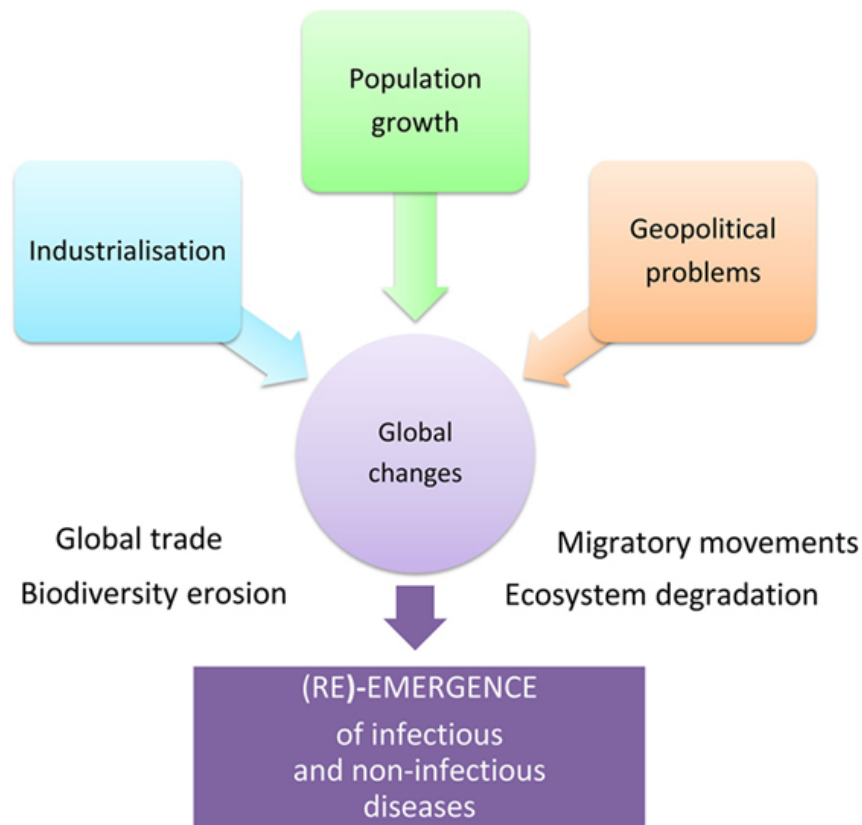 Population
growth
Industrialisation
Geopolitical
problems
Global
changes
Global trade
Biodiversity erosion
Migratory movements
Ecosystem degradation
(RE)-EMERGENCE
of infectious
and non-infectious
diseases